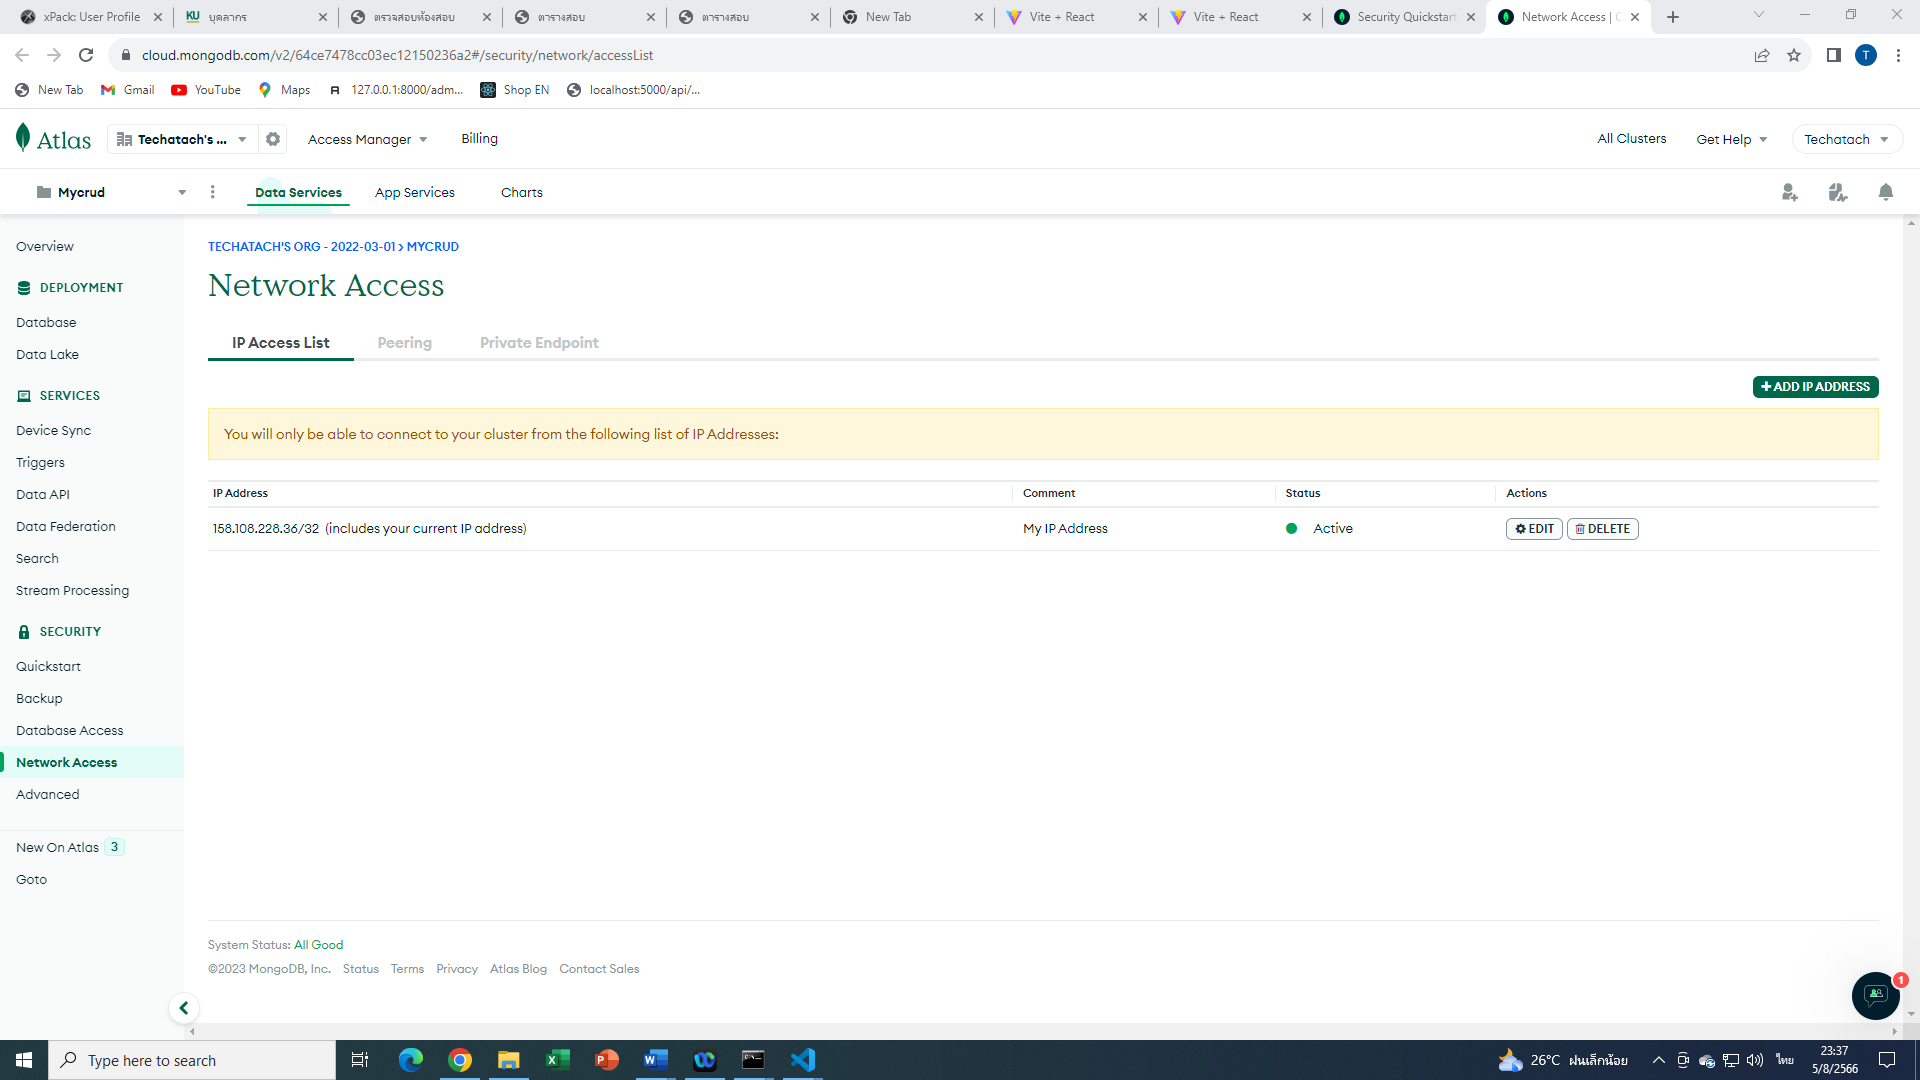 xPack: User Profile
บุคลากร
ตรวจสอบห้องสอบ
ตารางสอบ
ตารางสอบ
New Tab
Vite + React
Vite + React
Security Quickstart
Network Access | C
cloud.mongodb.com/v2/64ce7478cc03ec12150236a2#/security/network/accessList
T
New Tab
Gmail
YouTube
Maps
127.0.0.1:8000/adm...
Shop EN
localhost:5000/api/...
Atlas
Techatach's ...
Access Manager
Billing
All Clusters
Get Help
Techatach
Mycrud
Data Services
App Services
Charts
Overview
DEPLOYMENT
Database
Data Lake
SERVICES
Device Sync
Triggers
Data API
Data Federation
Search
Stream Processing
SECURITY
Quickstart
Backup
Database Access
Network Access
Advanced
New On Atlas 3
Goto
TECHATACH'S ORG - 2022-03-01 > MYCRUD
Network Access
IP Access List
Peering
Private Endpoint
+ ADD IP ADDRESS
You will only be able to connect to your cluster from the following list of IP Addresses:
IP Address
Comment
Status
Actions
158.108.228.36/32 (includes your current IP address)
My IP Address
Active
EDIT
DELETE
System Status: All Good
©2023 MongoDB, Inc. Status Terms Privacy Atlas Blog Contact Sales
1
Type here to search
26°C ฝนเล็กน้อย
ไทย
23:37
5/8/2566